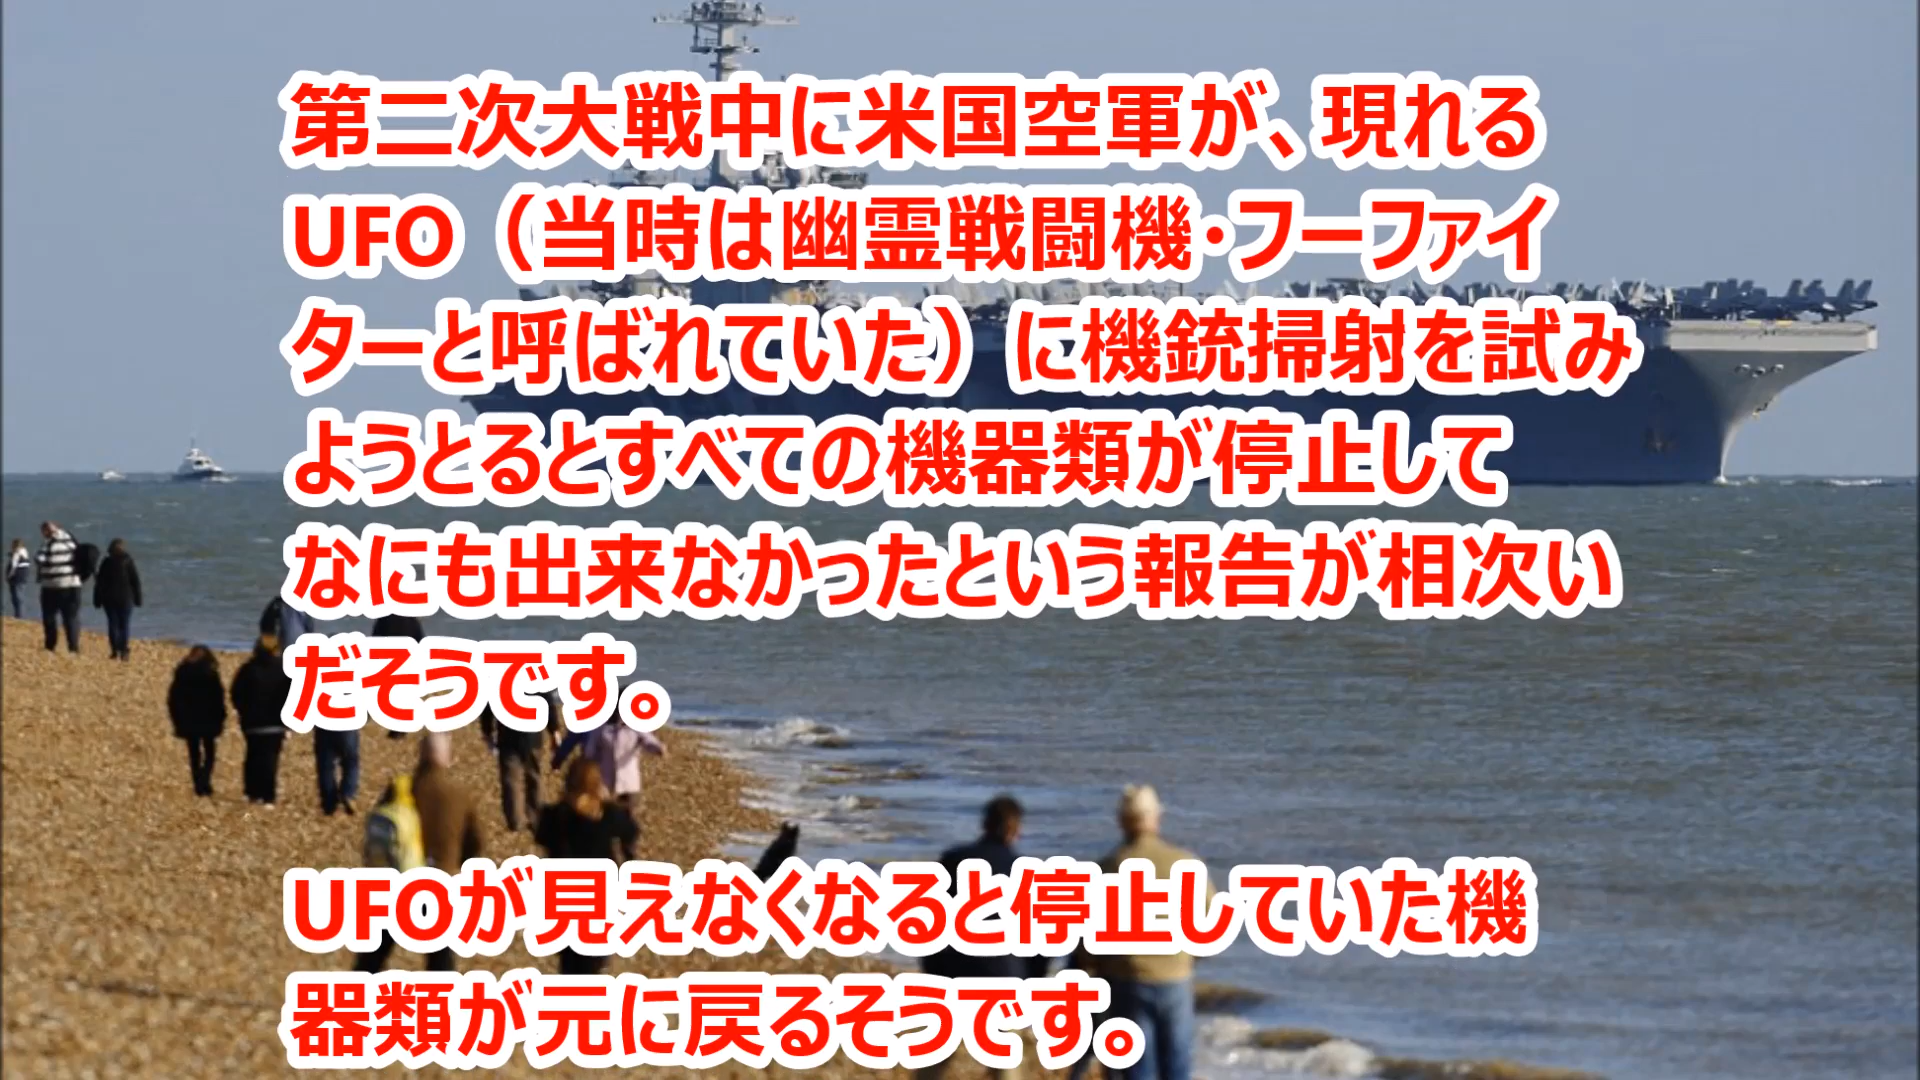 第二次大戦中に米国空軍が、現れる
UFO（当時は幽霊戦闘機・フーファイ
ターと呼ばれていた）に機銃掃射を試み
ようとるとすべての機器類が停止して
なにも出来なかったという報告が相次い
だそうです。
UFOが見えなくなると停止していた機
器類が元に戻るそうです。